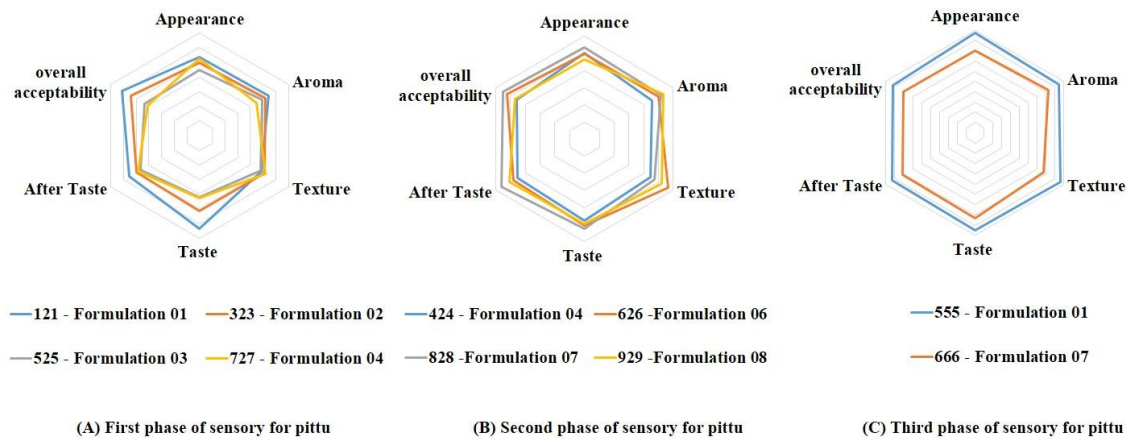 Appearance
Aroma
Texture
Taste
After Taste
overall
acceptability
121 - Formulation 01
323 - Formulation 02
525 - Formulation 03
727 - Formulation 04
(A) First phase of sensory for pittu
Appearance
Aroma
Texture
Taste
After Taste
overall
acceptability
424 - Formulation 04
626 -Formulation 06
828 -Formulation 07
929 -Formulation 08
(B) Second phase of sensory for pittu
Appearance
Aroma
Texture
Taste
After Taste
overall
acceptability
555 - Formulation 01
666 - Formulation 07
(C) Third phase of sensory for pittu